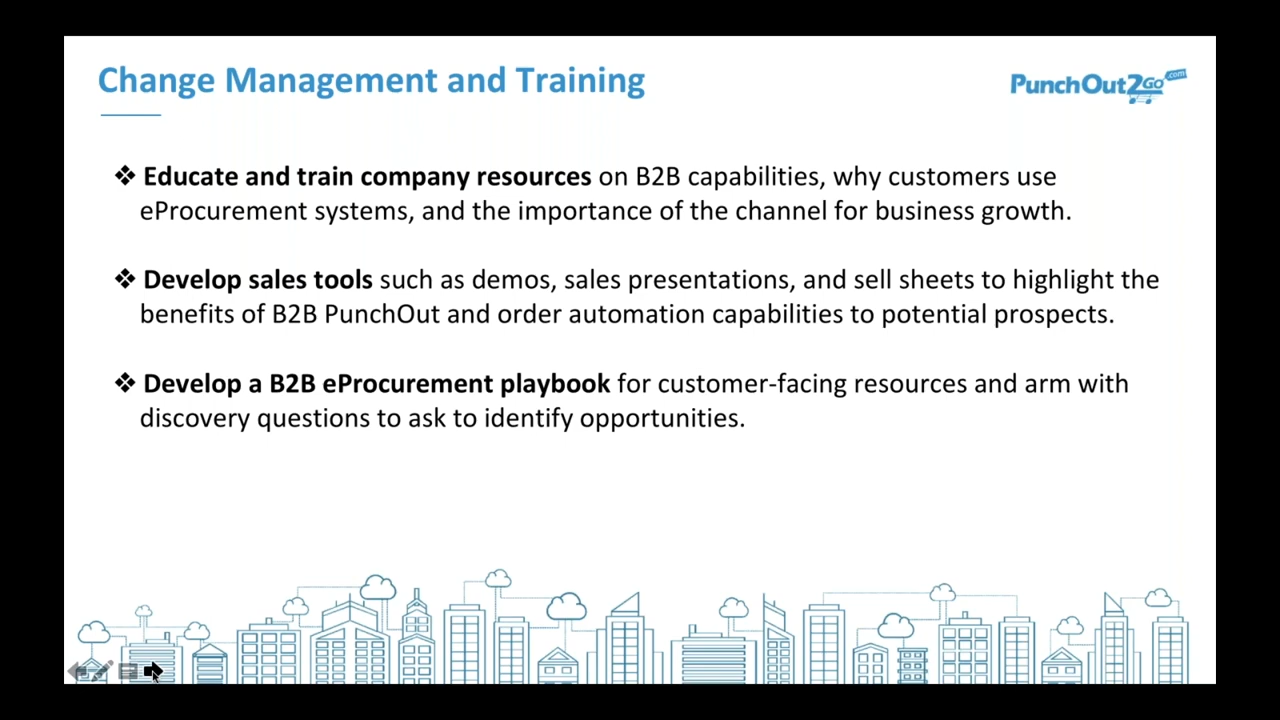 Change Management and Training
PunchOut2Go.com
❖ Educate and train company resources on B2B capabilities, why customers use
eProcurement systems, and the importance of the channel for business growth.
❖ Develop sales tools such as demos, sales presentations, and sell sheets to highlight the
benefits of B2B PunchOut and order automation capabilities to potential prospects.
❖ Develop a B2B eProcurement playbook for customer-facing resources and arm with
discovery questions to ask to identify opportunities.